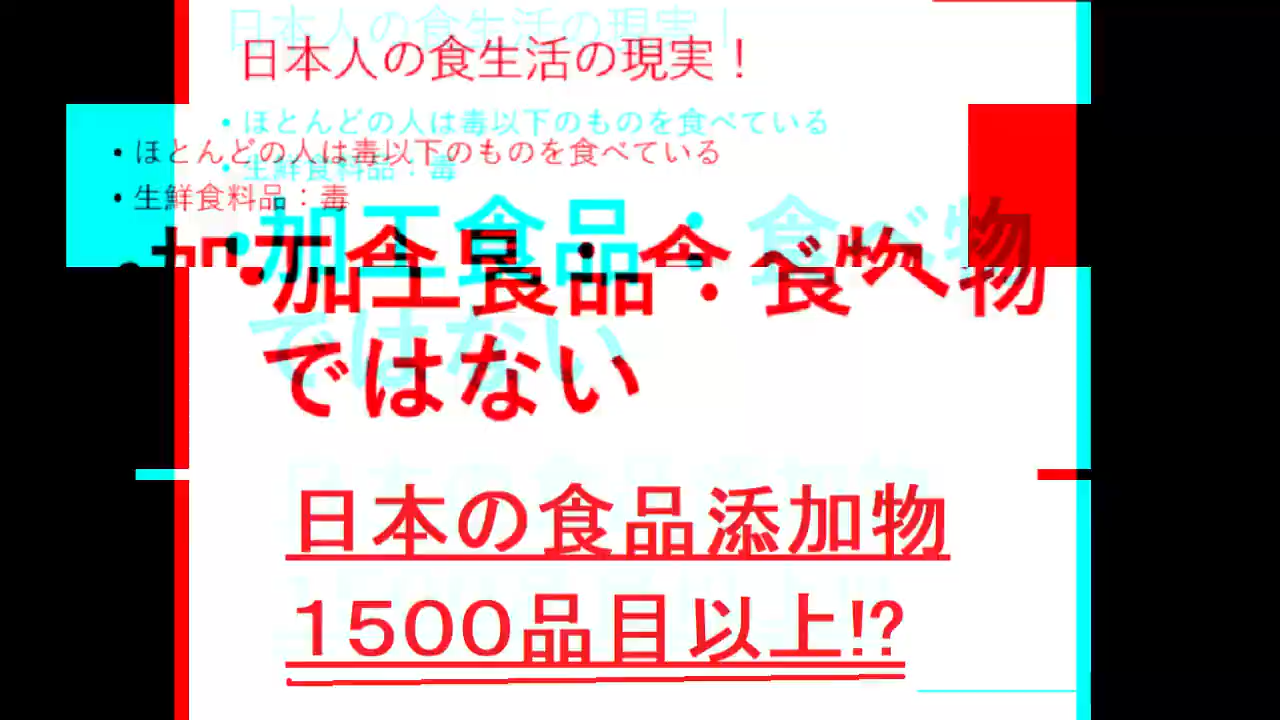 日本人の食生活の現実！
• ほとんどの人は毒以下のものを食べている
• 生鮮食料品：毒
• 加工食品：食べ物
ではない
日本の食品添加物
1500品目以上!?